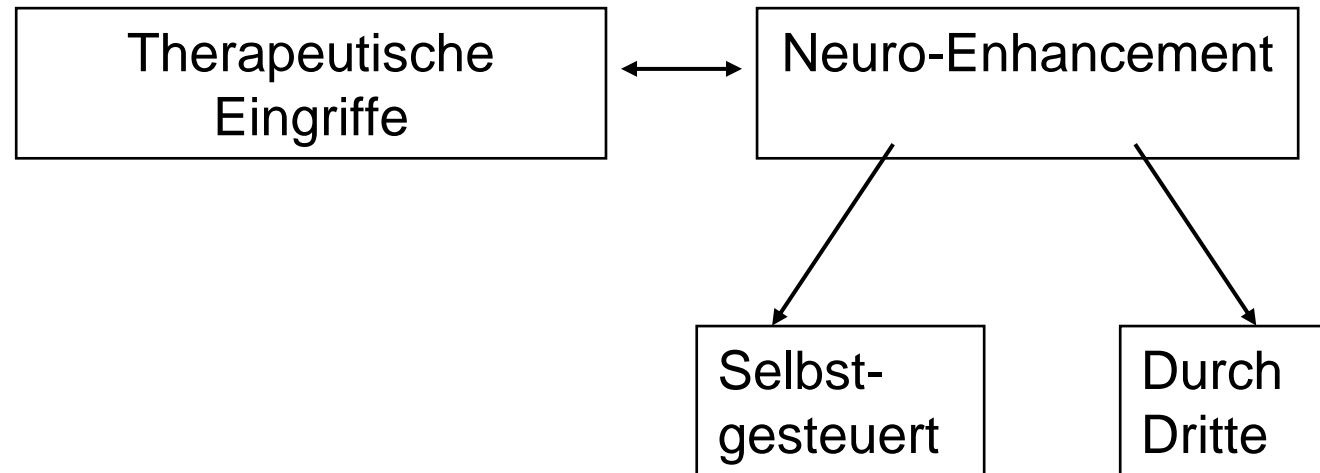 Therapeutische
Eingriffe
Neuro-Enhancement
Selbst-
gesteuert
Durch
Dritte